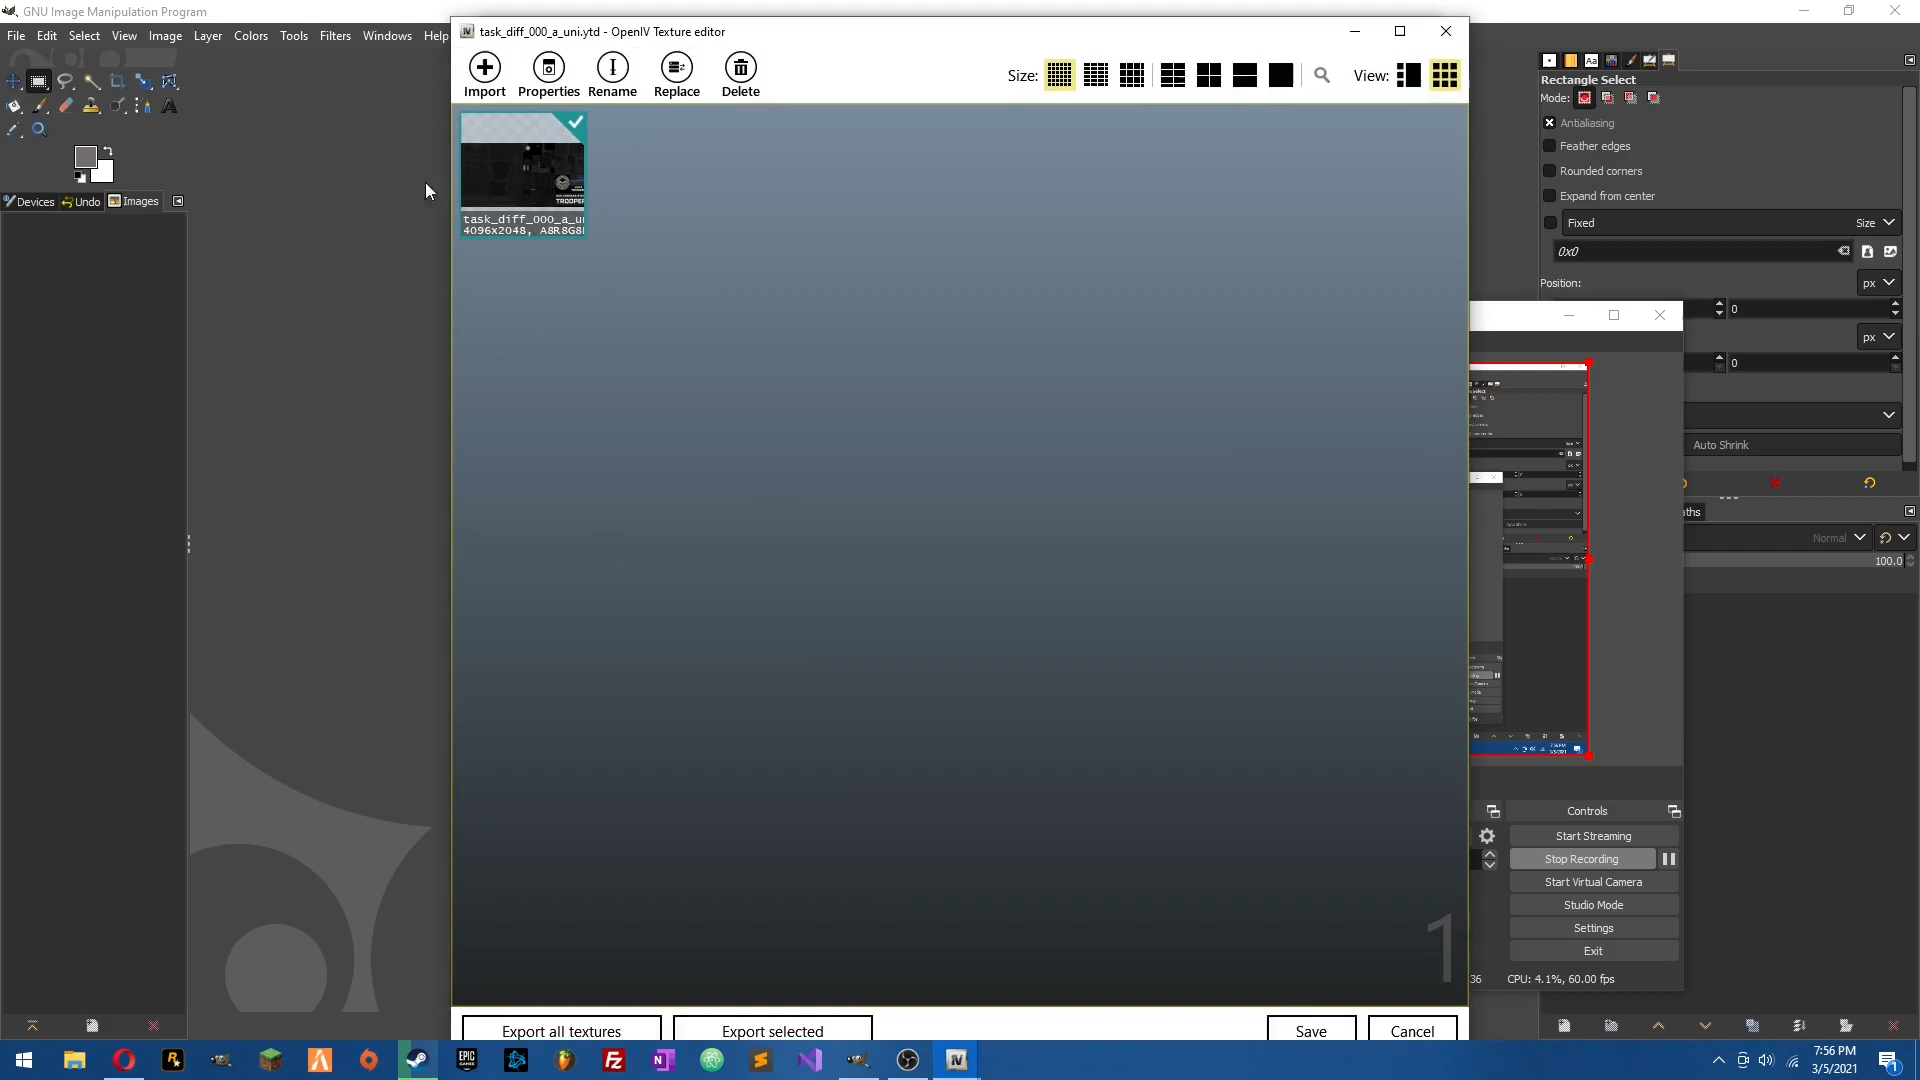 GNU Image Manipulation Program
File Edit Select View Image Layer Colors Tools Filters Windows Help
Devices Undo Images
task_diff_000_a_uni.ytd - OpenIV Texture editor
Import Properties Rename Replace Delete
Size: View:
TROOPER
task_diff_000_a_u
4096x2048, A8R8G8
1
Export all textures Export selected Save Cancel
Rectangle Select
Mode:
Antialiasing
Feather edges
Rounded corners
Expand from center
Fixed Size
0x0
Position:
px
0
px
0
Auto Shrink
aths
Normal
100.0
Controls
Start Streaming
Stop Recording
Start Virtual Camera
Studio Mode
Settings
Exit
36 CPU: 4.1%, 60.00 fps
7:56 PM
3/5/2021